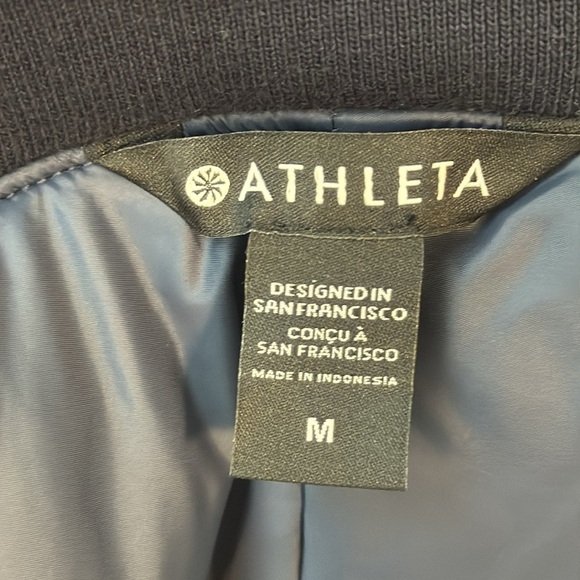 ATHLETA
DESIGNED IN
SAN FRANCISCO
CONÇU À
SAN FRANCISCO
MADE IN INDONESIA
M